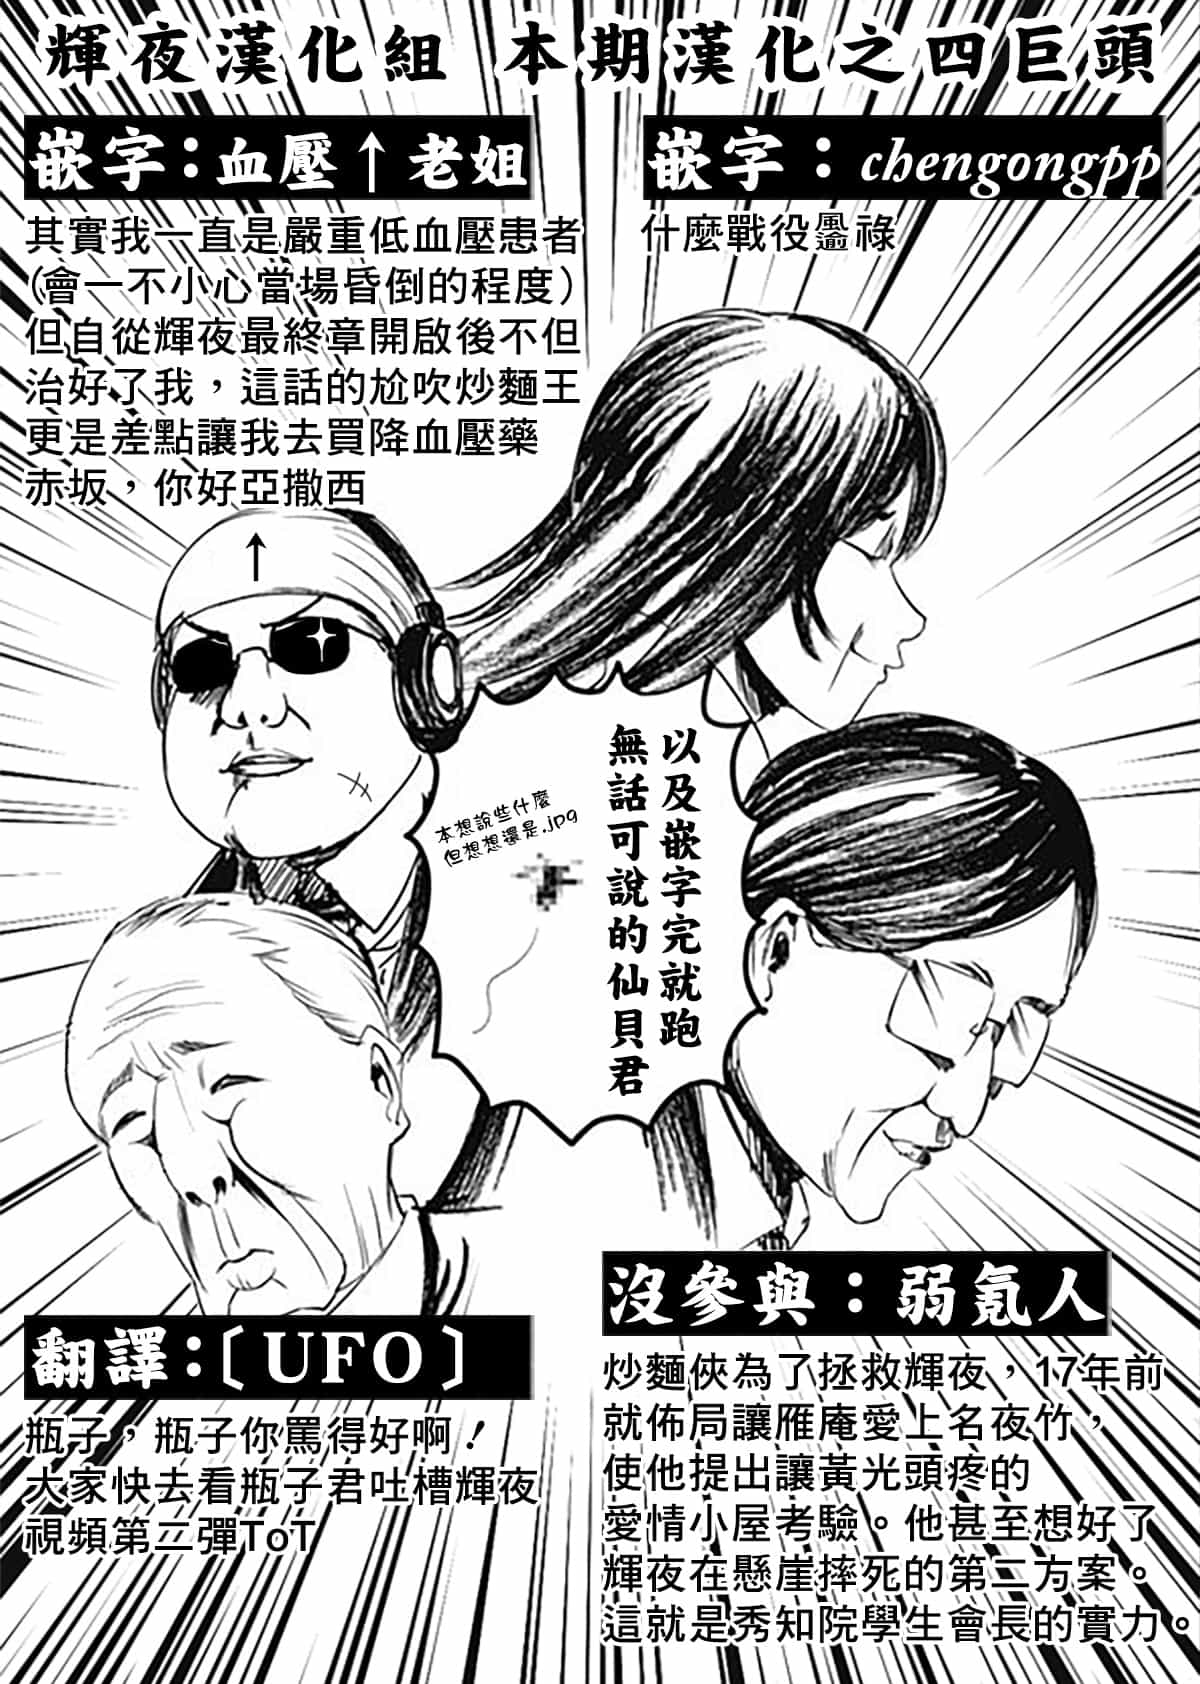 輝夜漢化組 本期漢化之四巨頭
嵌字：血壓↑老姐
其實我一直是嚴重低血壓患者
(會一不小心當場昏倒的程度)
但自從輝夜最終章開啟後不但
治好了我，這話的尬吹炒麵王
更是差點讓我去買降血壓藥
赤坂，你好亞撒西
↑
嵌字：chengongpp
什麼戰役祿
以及嵌字完就跑
無話可說的仙貝君
本想說些什麼
但想想還是.jpg
翻譯：〔UFO〕
瓶子，瓶子你罵得好啊！
大家快去看瓶子君吐槽輝夜
視頻第二彈ToT
沒參與：弱氪人
炒麵俠為了拯救輝夜，17年前
就佈局讓雁庵愛上名夜竹，
使他提出讓黃光頭疼的
愛情小屋考驗。他甚至想好了
輝夜在懸崖摔死的第二方案。
這就是秀知院學生會長的實力。